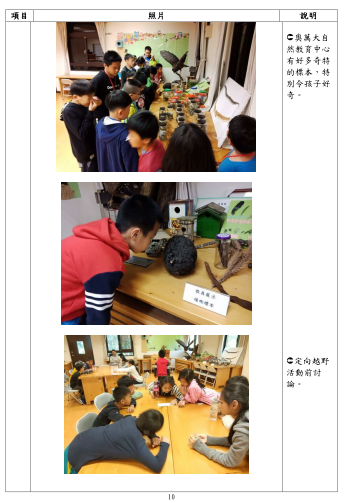 項目 照片 說明
➲奧萬大自
然教育中心
有好多奇特
的標本，特
別令孩子好
奇。
➲定向越野
活動前討
論。
10